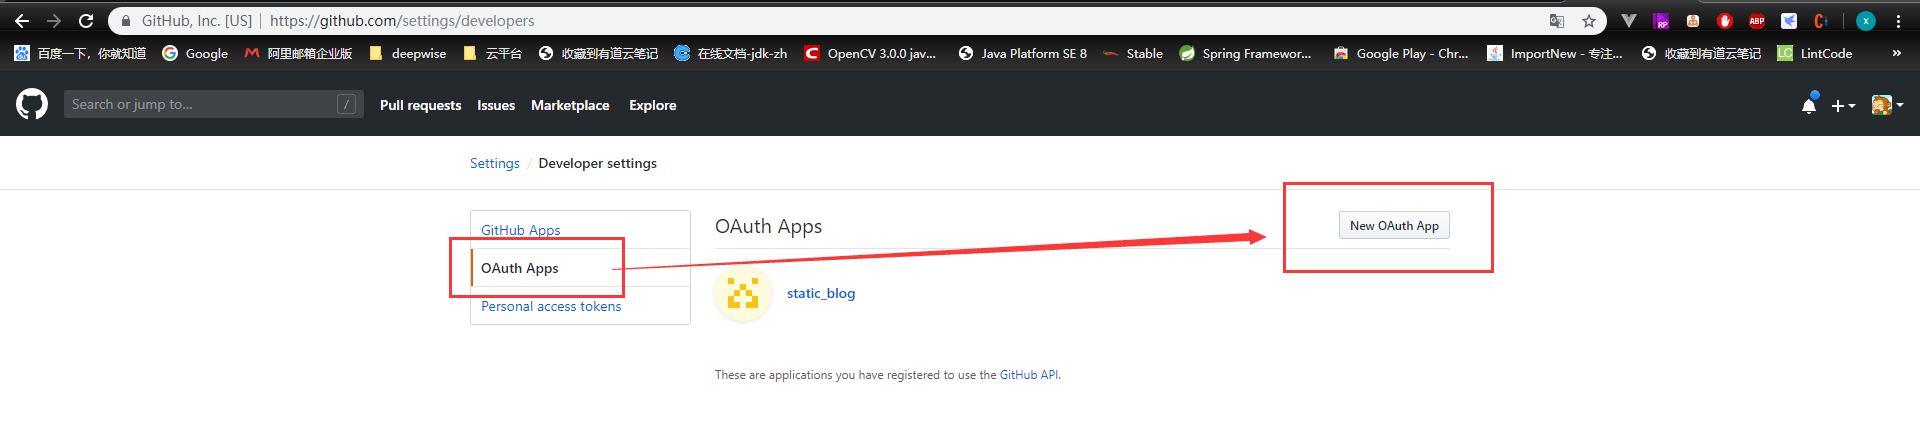 GitHub, Inc. [US] | https://github.com/settings/developers
百度一下，你就知道 Google 阿里邮箱企业版 deepwise 云平台 收藏到有道云笔记 在线文档-jdk-zh OpenCV 3.0.0 jav... Java Platform SE 8 Stable Spring Framewor... Google Play - Chr... ImportNew - 专注... 收藏到有道云笔记 LC LintCode »
Search or jump to... / Pull requests Issues Marketplace Explore
Settings / Developer settings
GitHub Apps
OAuth Apps
Personal access tokens
OAuth Apps
New OAuth App
static_blog
These are applications you have registered to use the GitHub API.